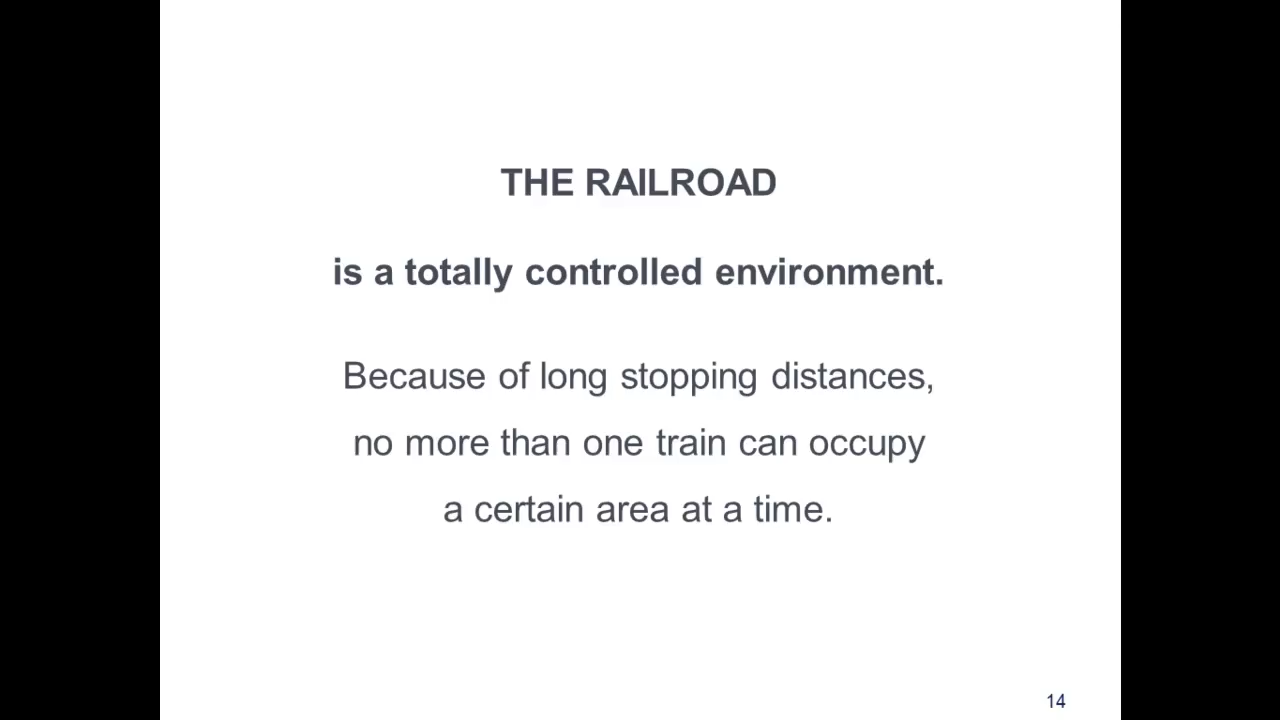 THE RAILROAD
is a totally controlled environment.
Because of long stopping distances,
no more than one train can occupy
a certain area at a time.
14